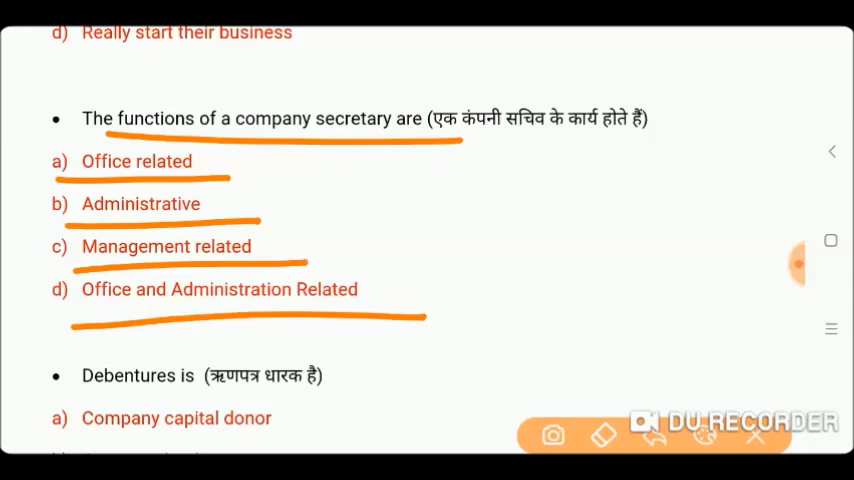 d) Really start their business
• The functions of a company secretary are (एक कंपनी सचिव के कार्य होते हैं)
a) Office related
b) Administrative
c) Management related
d) Office and Administration Related
• Debentures is (ऋणपत्र धारक है)
a) Company capital donor
DU RECORDER